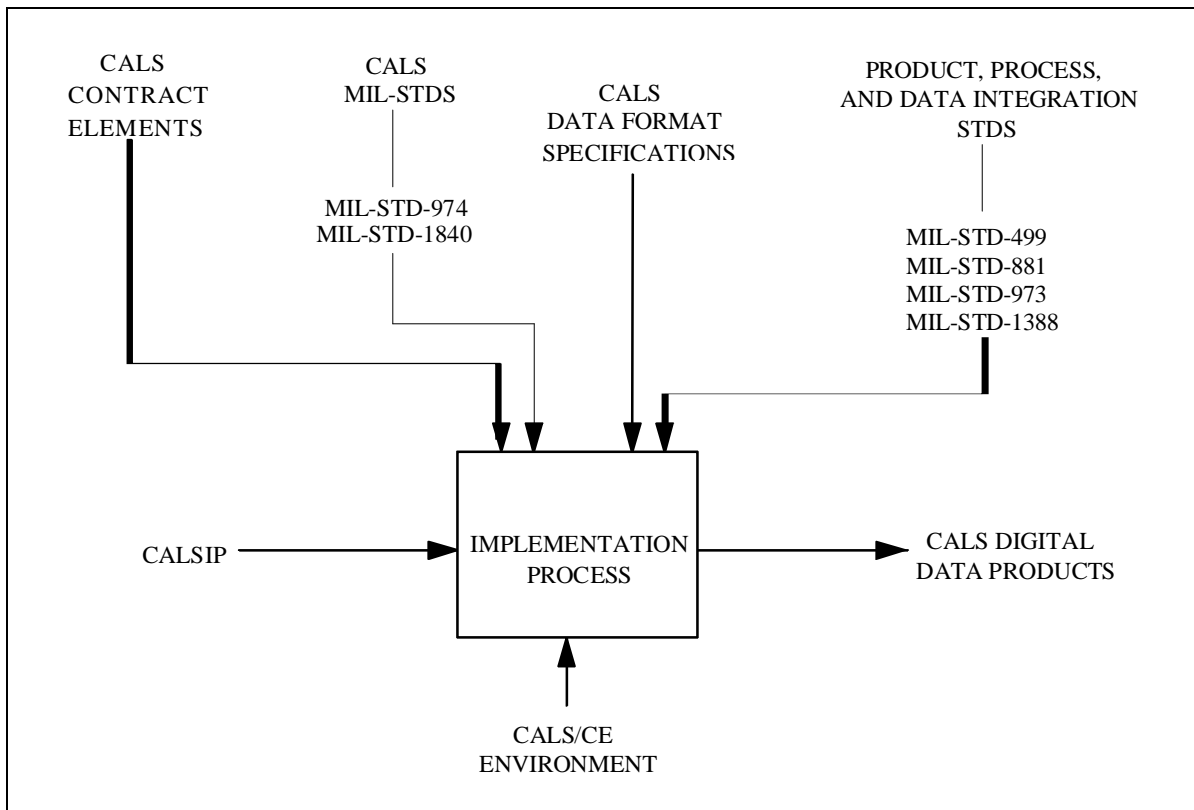 CALS
CONTRACT
ELEMENTS
CALS
MIL-STDS
MIL-STD-974
MIL-STD-1840
CALS
DATA FORMAT
SPECIFICATIONS
PRODUCT, PROCESS,
AND DATA INTEGRATION
STDS
MIL-STD-499
MIL-STD-881
MIL-STD-973
MIL-STD-1388
CALSIP
IMPLEMENTATION
PROCESS
CALS DIGITAL
DATA PRODUCTS
CALS/CE
ENVIRONMENT